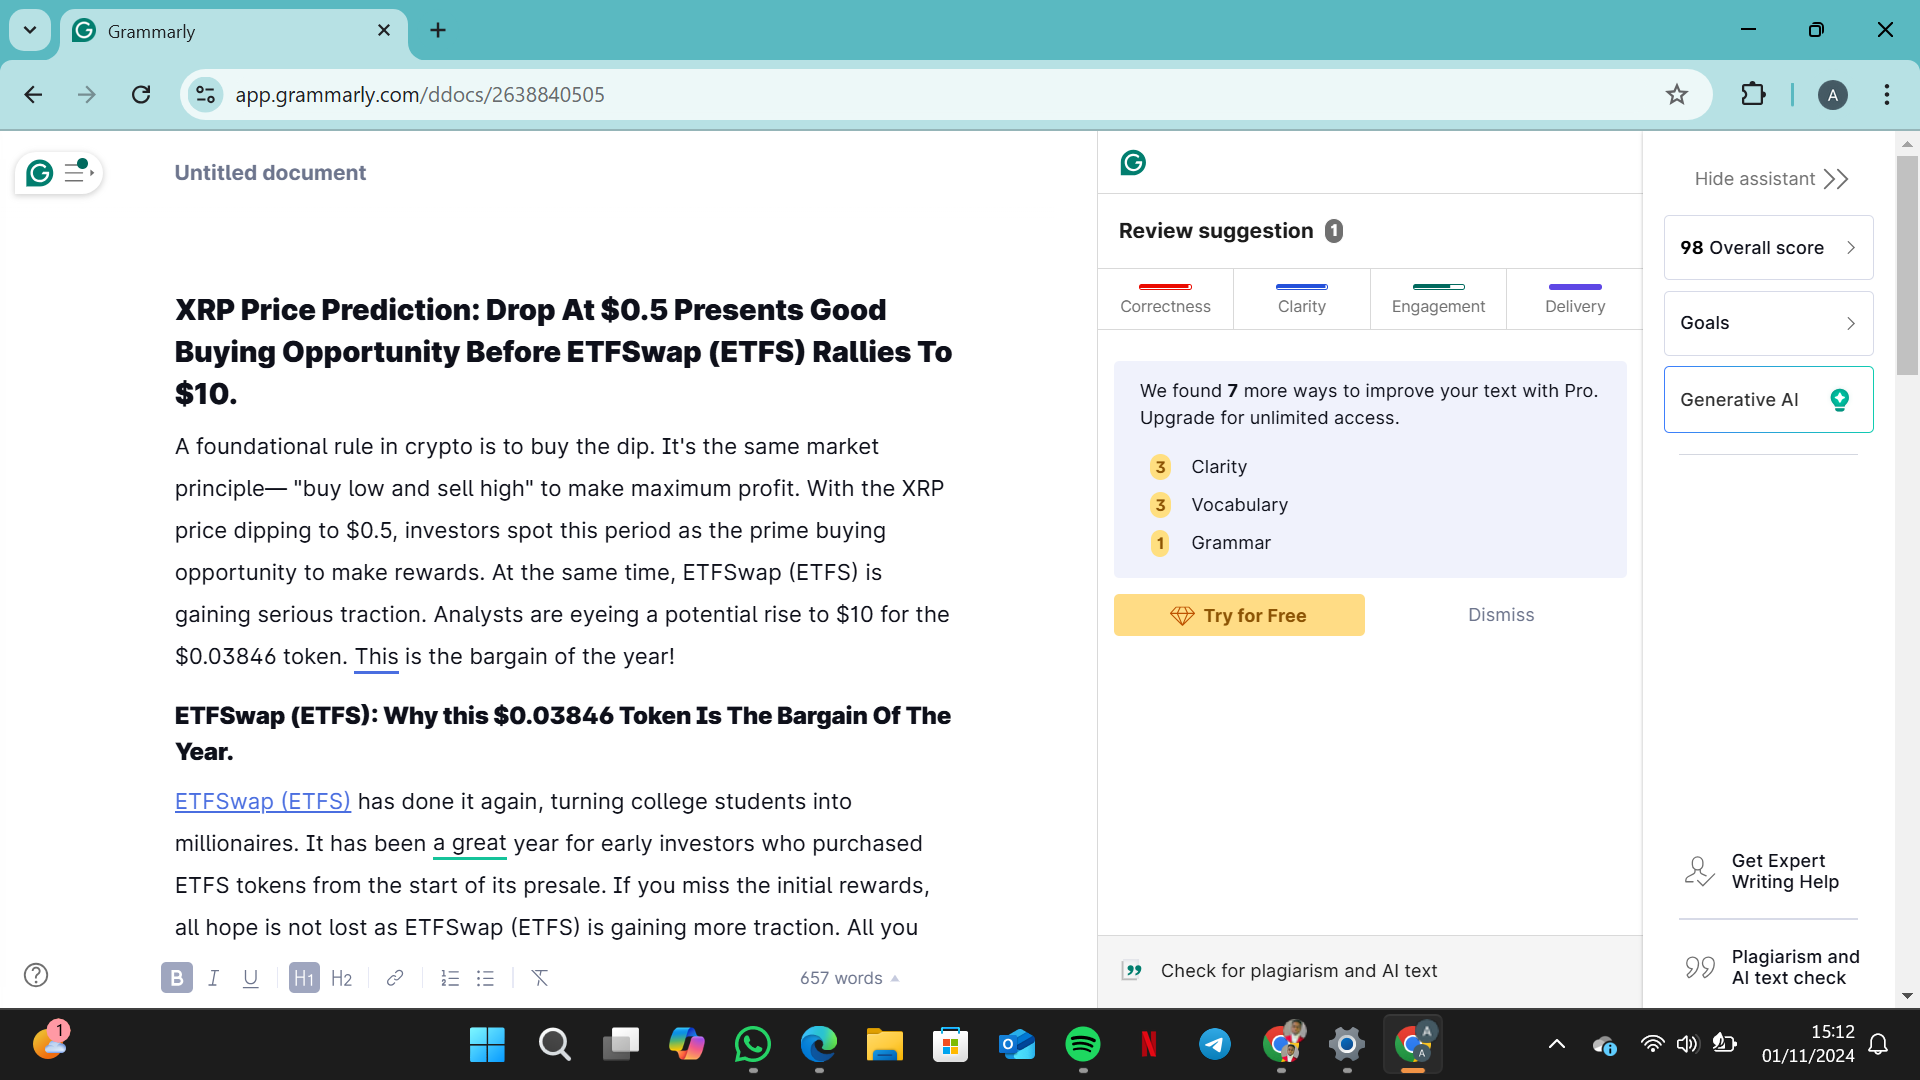 Grammarly
app.grammarly.com/ddocs/2638840505
A
Untitled document
XRP Price Prediction: Drop At $0.5 Presents Good
Buying Opportunity Before ETFSwap (ETFS) Rallies To
$10.
A foundational rule in crypto is to buy the dip. It's the same market
principle— "buy low and sell high" to make maximum profit. With the XRP
price dipping to $0.5, investors spot this period as the prime buying
opportunity to make rewards. At the same time, ETFSwap (ETFS) is
gaining serious traction. Analysts are eyeing a potential rise to $10 for the
$0.03846 token. This is the bargain of the year!
ETFSwap (ETFS): Why this $0.03846 Token Is The Bargain Of The
Year.
ETFSwap (ETFS) has done it again, turning college students into
millionaires. It has been a great year for early investors who purchased
ETFS tokens from the start of its presale. If you miss the initial rewards,
all hope is not lost as ETFSwap (ETFS) is gaining more traction. All you
B I U H1 H2
657 words
Review suggestion 1
Correctness
Clarity
Engagement
Delivery
We found 7 more ways to improve your text with Pro.
Upgrade for unlimited access.
3 Clarity
3 Vocabulary
1 Grammar
Try for Free
Dismiss
Check for plagiarism and AI text
Hide assistant
98 Overall score
Goals
Generative AI
Get Expert
Writing Help
Plagiarism and
AI text check
1
N
A
A
15:12
01/11/2024